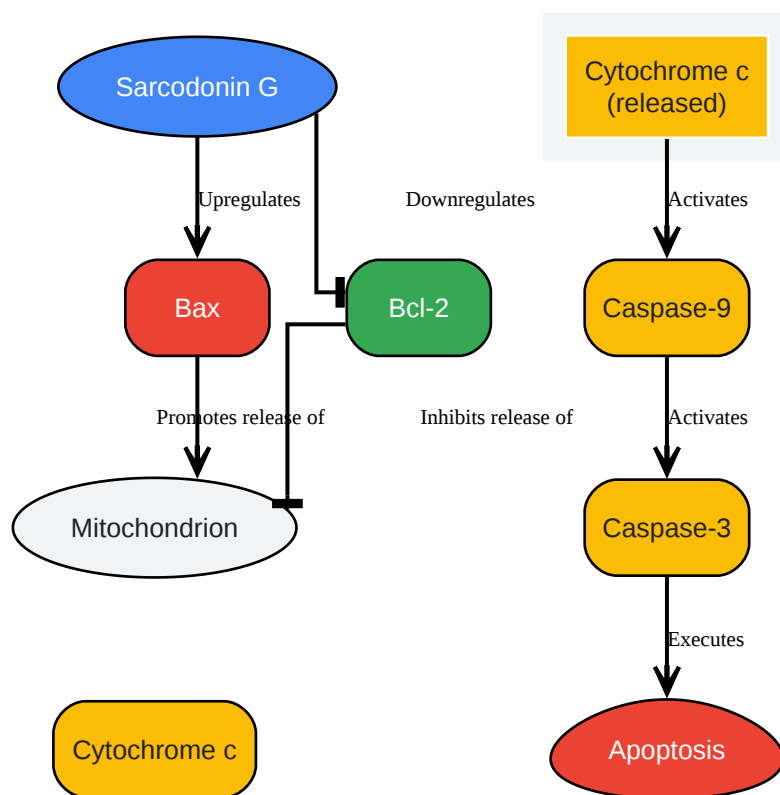 Sarcodonin G
Cytochrome c
(released)
Upregulates
Downregulates
Activates
Bax
Bcl-2
Caspase-9
Promotes release of
Inhibits release of
Activates
Mitochondrion
Caspase-3
Executes
Cytochrome c
Apoptosis